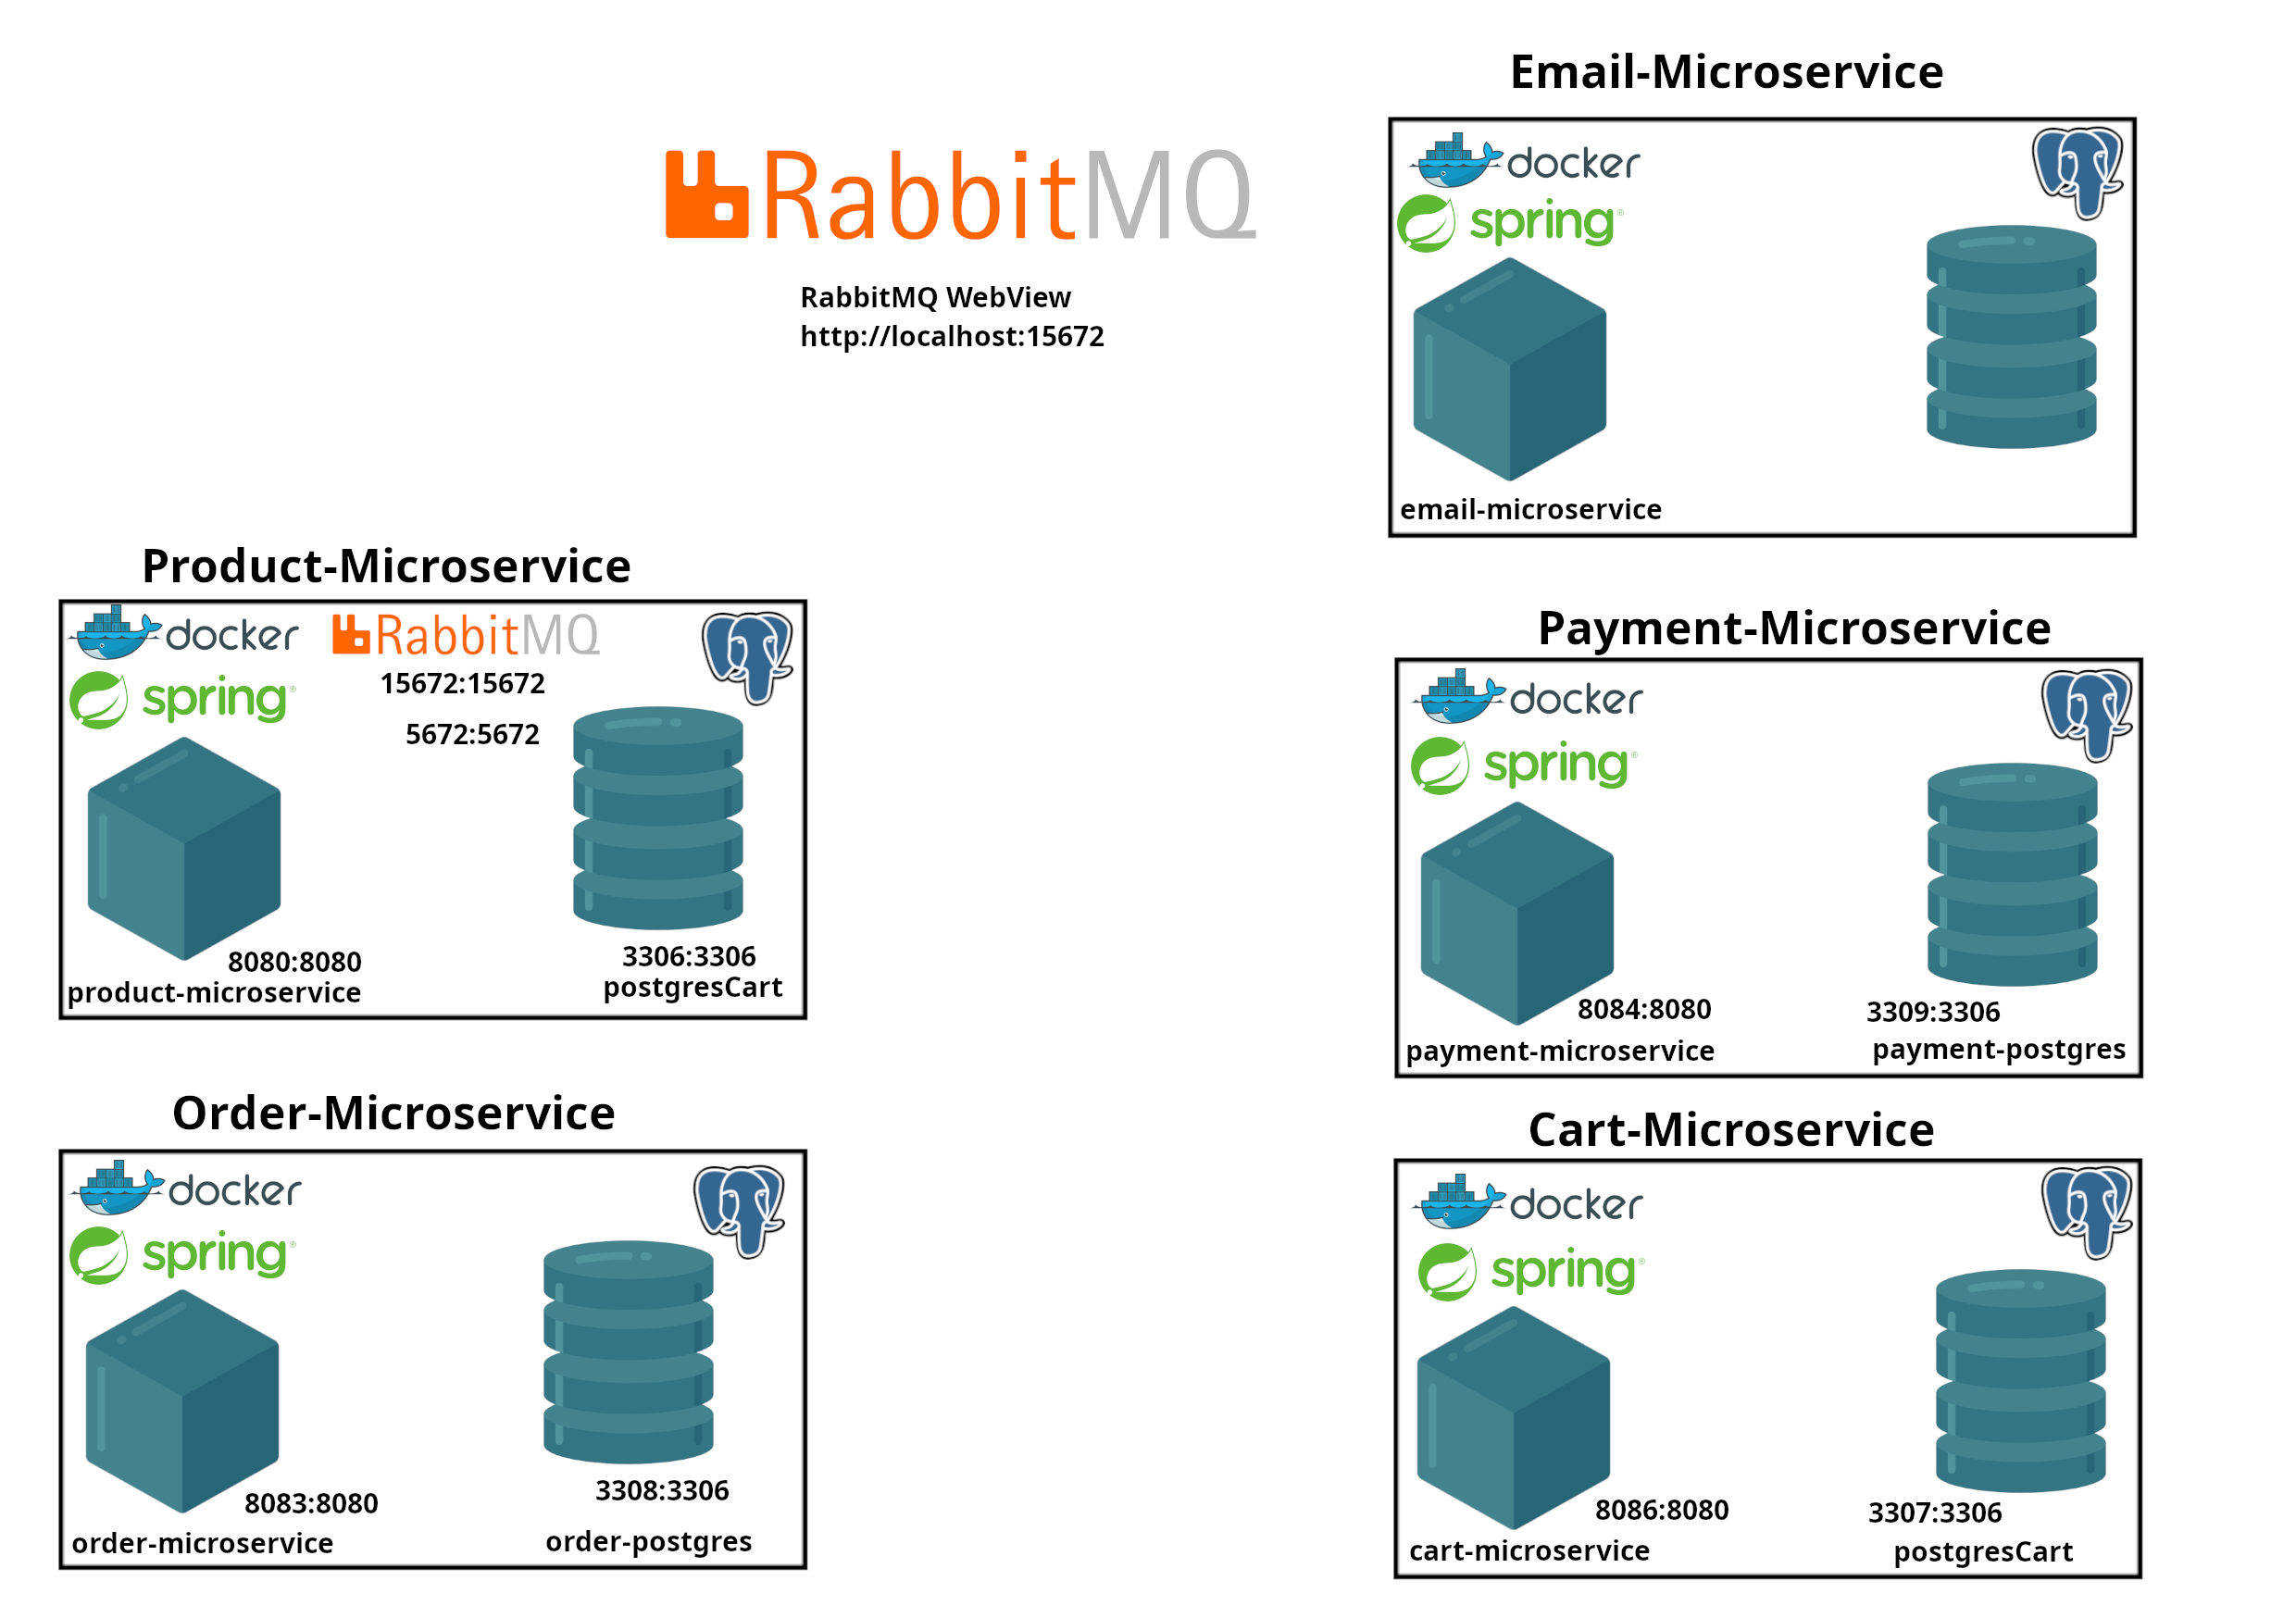 Email-Microservice
docker
spring
email-microservice
RabbitMQ
RabbitMQ WebView
http://localhost:15672
Product-Microservice
docker
RabbitMQ
spring
15672:15672
5672:5672
8080:8080
product-microservice
3306:3306
postgresCart
Payment-Microservice
docker
spring
8084:8080
payment-microservice
3309:3306
payment-postgres
Order-Microservice
docker
spring
8083:8080
order-microservice
3308:3306
order-postgres
Cart-Microservice
docker
spring
8086:8080
cart-microservice
3307:3306
postgresCart